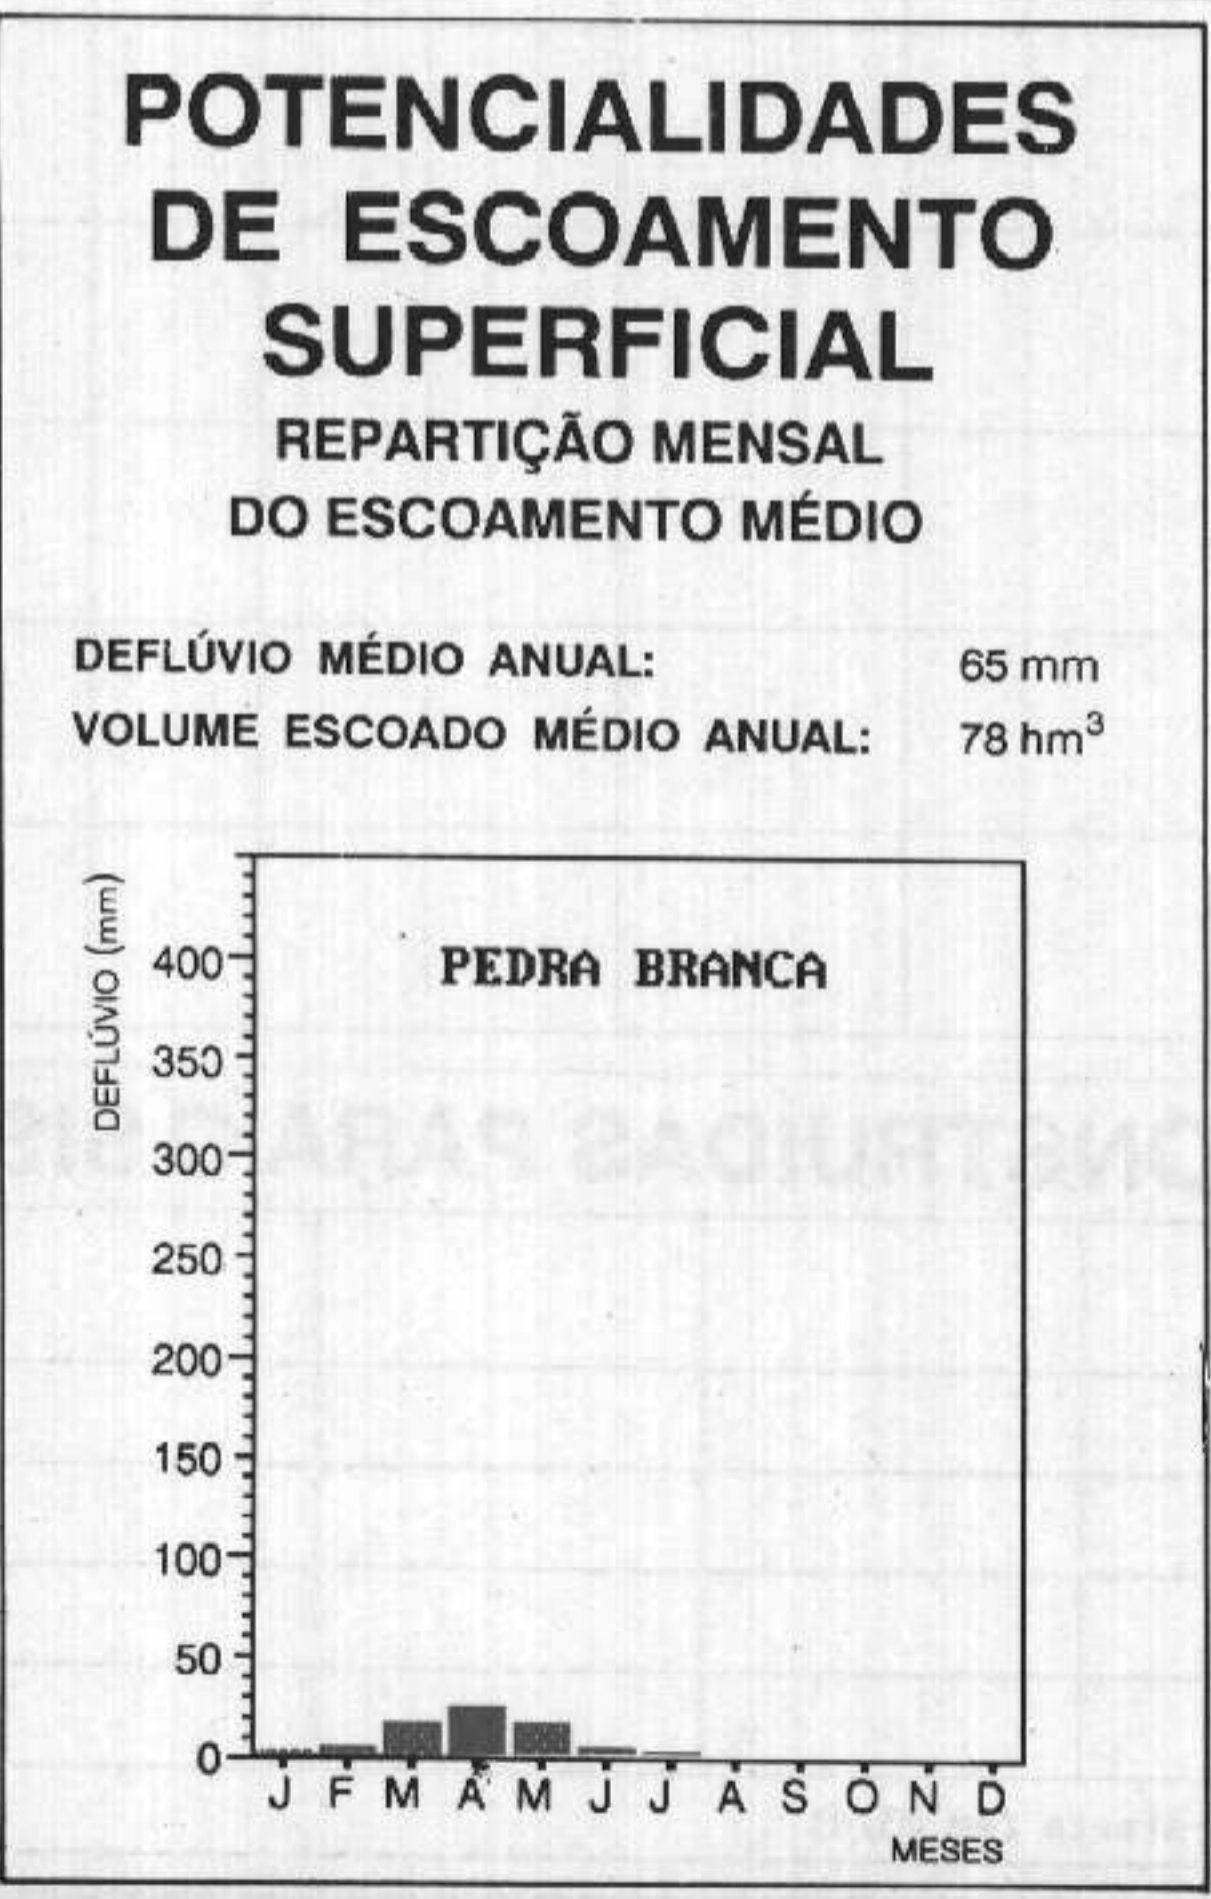 POTENCIALIDADES
DE ESCOAMENTO
SUPERFICIAL
REPARTIÇÃO MENSAL
DO ESCOAMENTO MÉDIO
DEFLÚVIO MÉDIO ANUAL: 65 mm
VOLUME ESCOADO MÉDIO ANUAL: 78 hm³
DEFLÚVIO (mm)
PEDRA BRANCA
400
350
300
250
200
150
100
50
0
J F M A M J J A S O N D
MESES